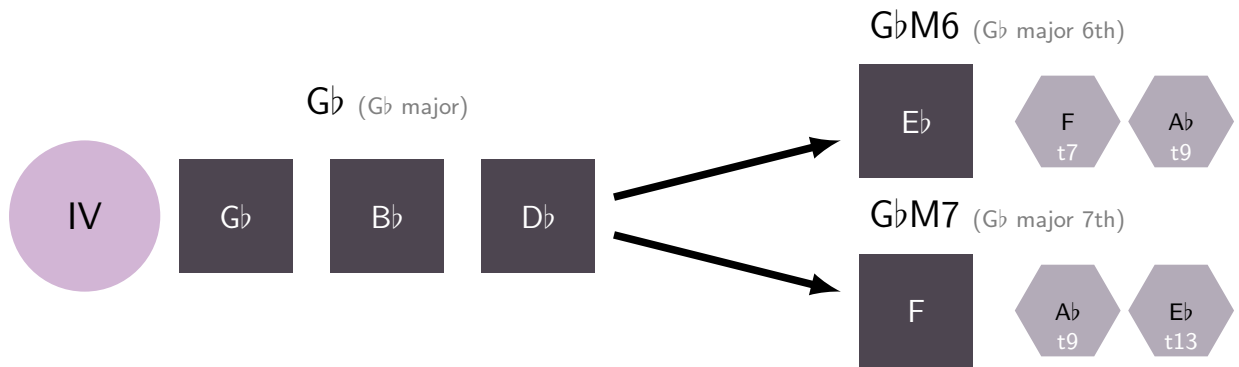 G♭M6 (G♭ major 6th)
G♭ (G♭ major)
E♭
F
t7
A♭
t9
IV
G♭
B♭
D♭
G♭M7 (G♭ major 7th)
F
A♭
t9
E♭
t13